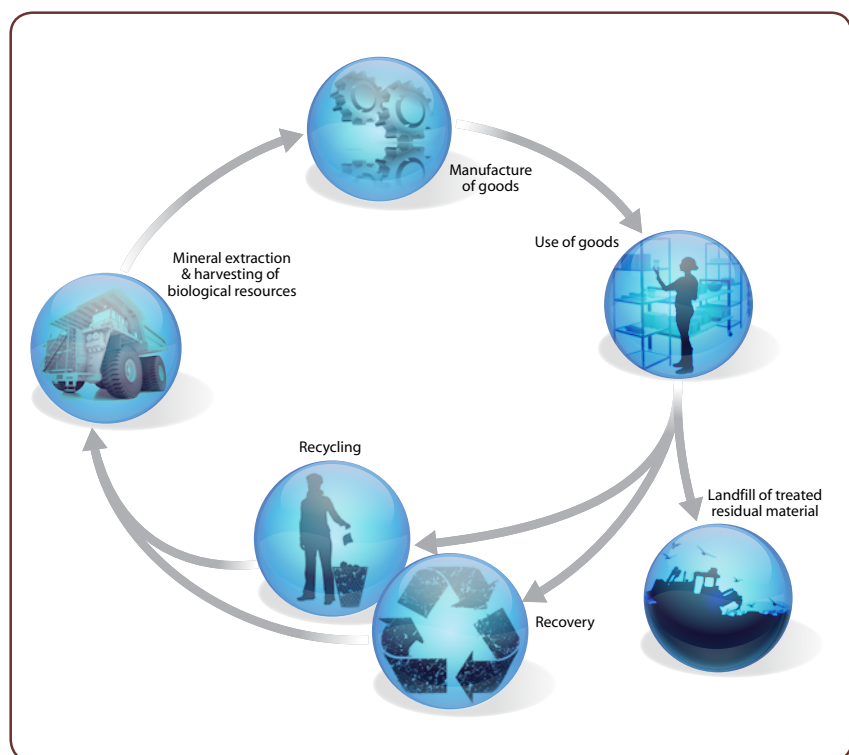 Manufacture
of goods
Use of goods
Mineral extraction
& harvesting of
biological resources
Recycling
Landfill of treated
residual material
Recovery